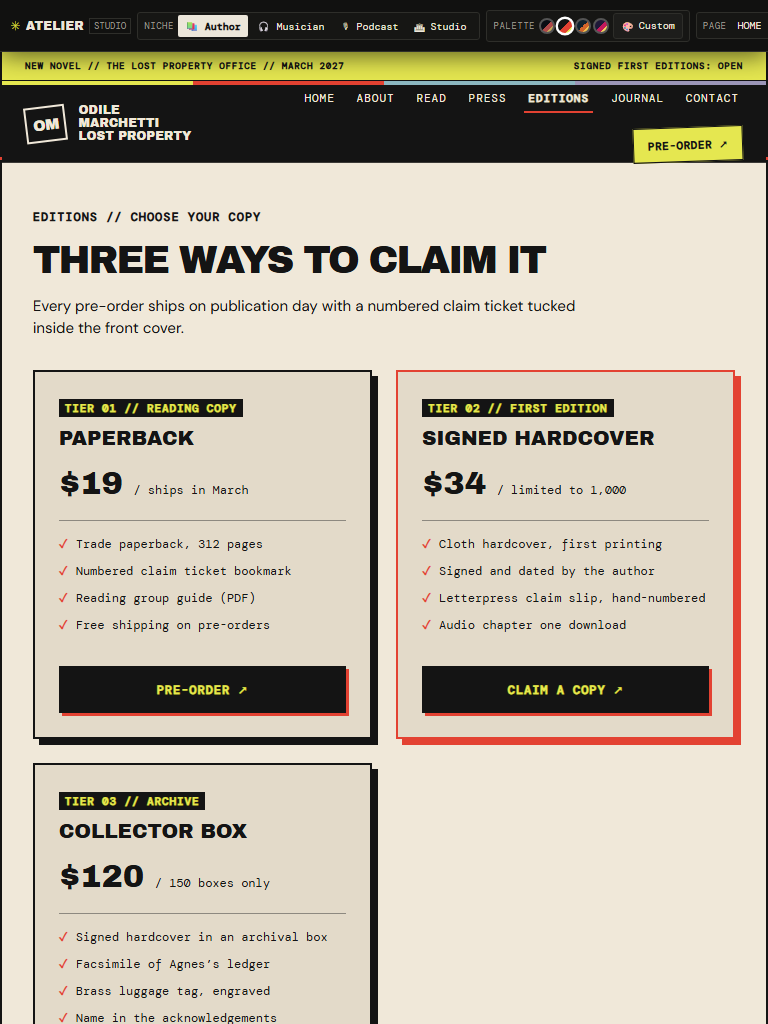 ATELIER STUDIO NICHE Author Musician Podcast Studio PALETTE Custom PAGE HOME
NEW NOVEL // THE LOST PROPERTY OFFICE // MARCH 2027
SIGNED FIRST EDITIONS: OPEN
OM
ODILE
MARCHETTI
LOST PROPERTY
HOME ABOUT READ PRESS EDITIONS JOURNAL CONTACT
PRE-ORDER ↗
EDITIONS // CHOOSE YOUR COPY
THREE WAYS TO CLAIM IT
Every pre-order ships on publication day with a numbered claim ticket tucked
inside the front cover.
TIER 01 // READING COPY
PAPERBACK
$19 / ships in March
✓ Trade paperback, 312 pages
✓ Numbered claim ticket bookmark
✓ Reading group guide (PDF)
✓ Free shipping on pre-orders
PRE-ORDER ↗
TIER 02 // FIRST EDITION
SIGNED HARDCOVER
$34 / limited to 1,000
✓ Cloth hardcover, first printing
✓ Signed and dated by the author
✓ Letterpress claim slip, hand-numbered
✓ Audio chapter one download
CLAIM A COPY ↗
TIER 03 // ARCHIVE
COLLECTOR BOX
$120 / 150 boxes only
✓ Signed hardcover in an archival box
✓ Facsimile of Agnes’s ledger
✓ Brass luggage tag, engraved
✓ Name in the acknowledgements